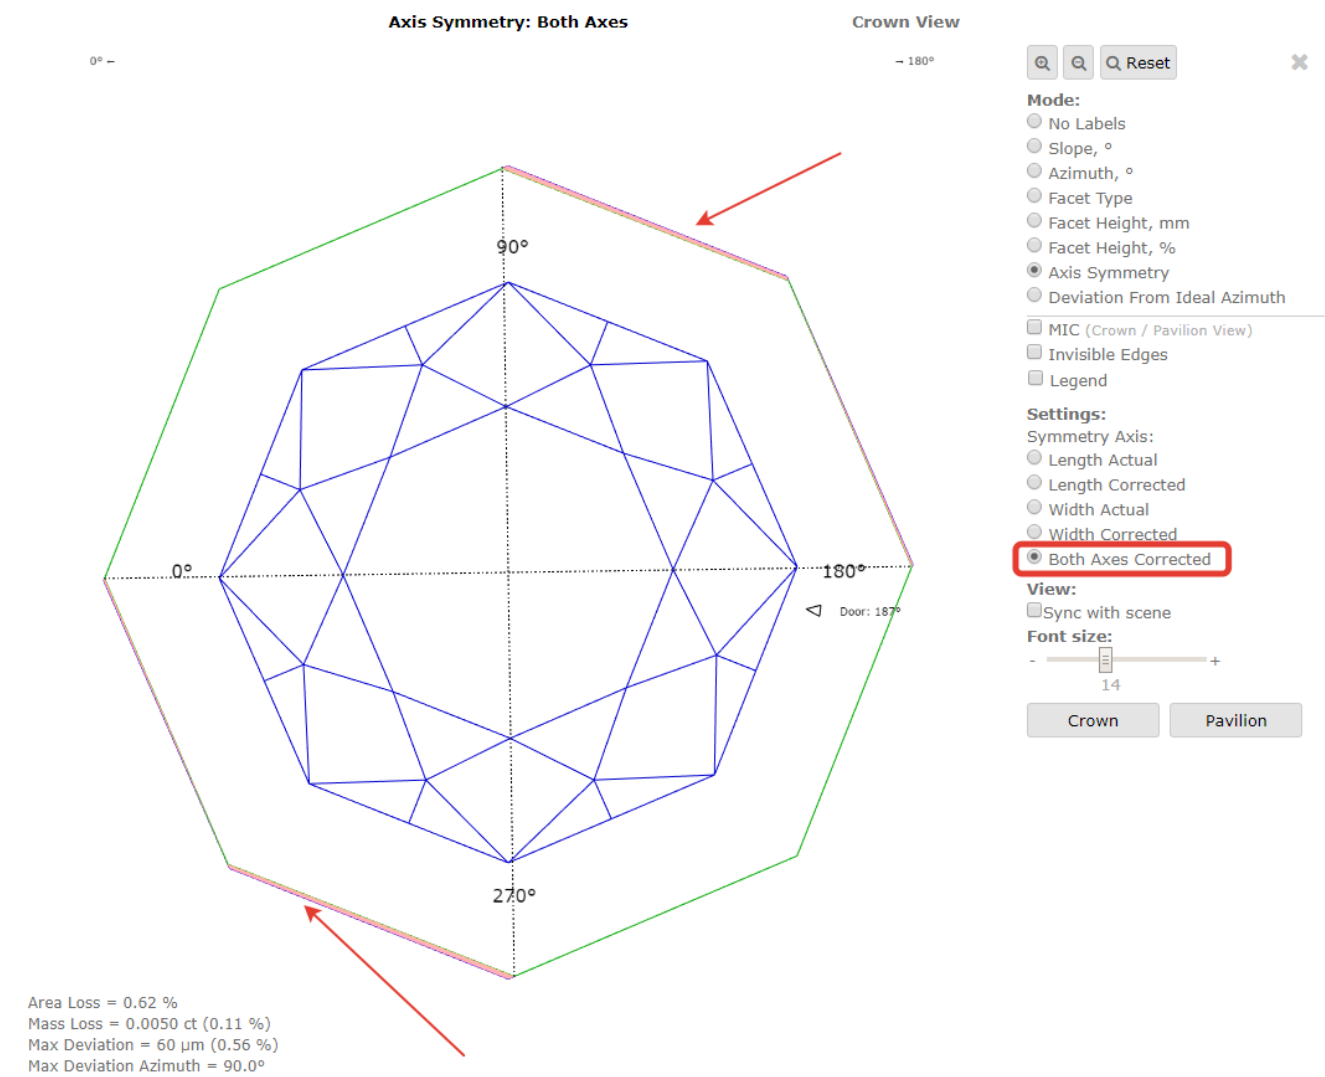 Axis Symmetry: Both Axes
Crown View
0° ←
→ 180°
Reset
Mode:
No Labels
Slope, °
Azimuth, °
Facet Type
Facet Height, mm
Facet Height, %
Axis Symmetry
Deviation From Ideal Azimuth
MIC (Crown / Pavilion View)
Invisible Edges
Legend
Settings:
Symmetry Axis:
Length Actual
Length Corrected
Width Actual
Width Corrected
Both Axes Corrected
View:
Sync with scene
Font size:
- +
14
Crown
Pavilion
90°
0°
180°
Door: 187°
270°
Area Loss = 0.62 %
Mass Loss = 0.0050 ct (0.11 %)
Max Deviation = 60 µm (0.56 %)
Max Deviation Azimuth = 90.0°